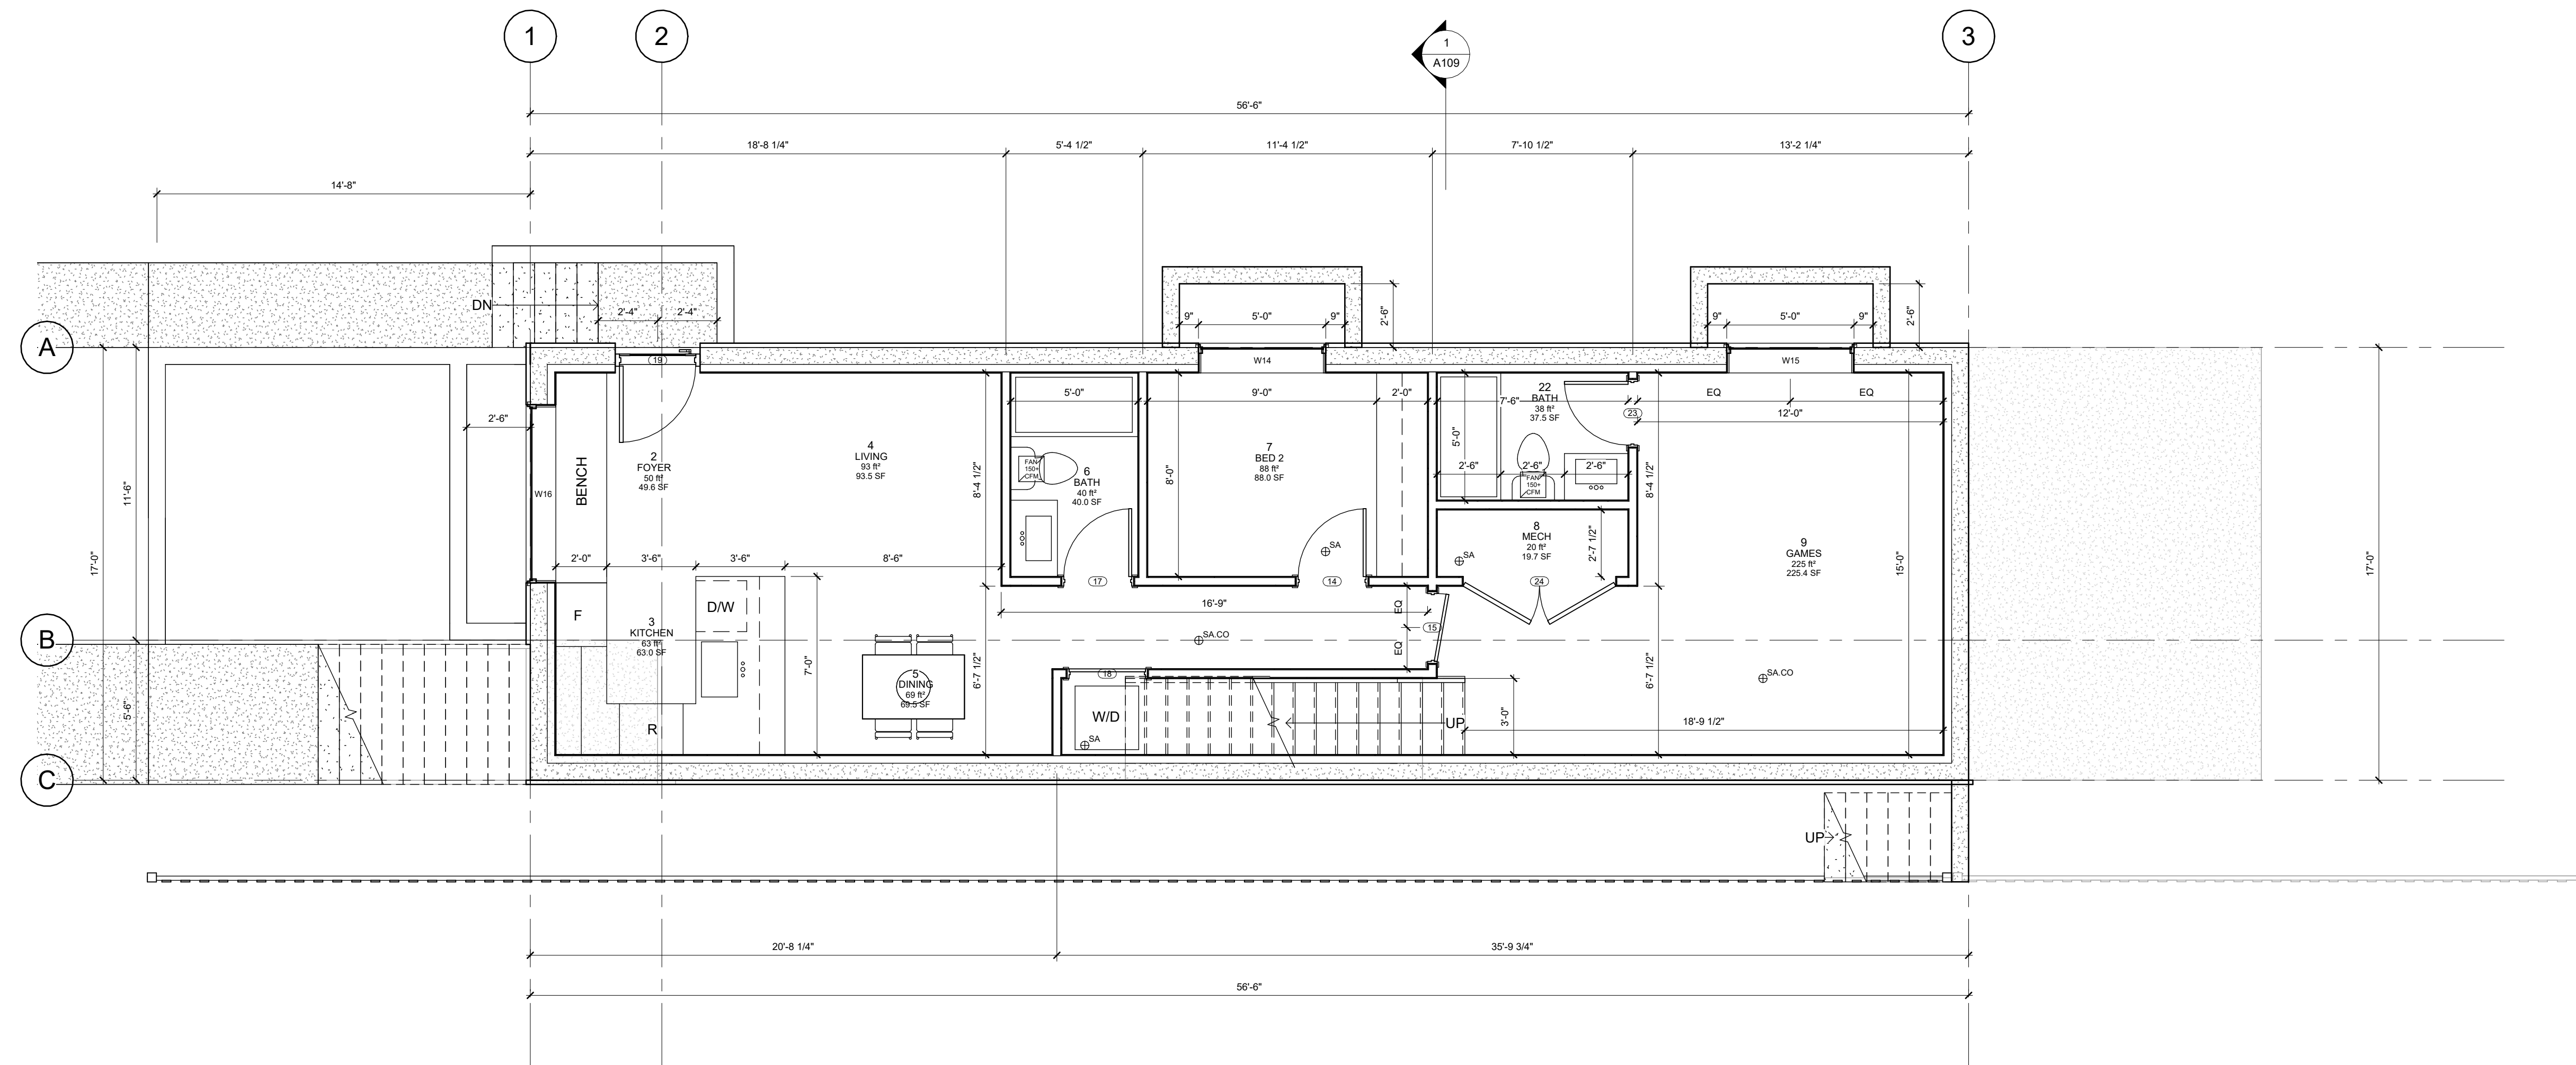 1
2
3
1
A109
56'-6"
18'-8 1/4"
5'-4 1/2"
11'-4 1/2"
7'-10 1/2"
13'-2 1/4"
14'-8"
DN
2'-4"
2'-4"
9"
5'-0"
9"
2'-6"
9"
5'-0"
9"
2'-6"
A
19
W14
W15
5'-0"
9'-0"
2'-0"
7'-6"
22
BATH
38 ft²
37.5 SF
23
EQ
EQ
12'-0"
2'-6"
5'-0"
2
FOYER
50 ft²
49.6 SF
4
LIVING
93 ft²
93.5 SF
BENCH
W16
8'-4 1/2"
FAN
150+
CFM
6
BATH
40 ft²
40.0 SF
7
BED 2
88 ft²
88.0 SF
8'-0"
2'-6"
2'-6"
2'-6"
FAN
150+
CFM
8'-4 1/2"
11'-6"
17'-0"
17'-0"
15'-0"
8
MECH
20 ft²
19.7 SF
2'-7 1/2"
9
GAMES
225 ft²
225.4 SF
2'-0"
3'-6"
3'-6"
8'-6"
SA
SA
17
14
24
F
D/W
16'-9"
EQ
EQ
15
3
KITCHEN
63 ft²
63.0 SF
B
SA.CO
7'-0"
5
DINING
69 ft²
69.5 SF
6'-7 1/2"
18
6'-7 1/2"
SA.CO
5'-6"
R
W/D
SA
UP
3'-0"
18'-9 1/2"
C
UP
20'-8 1/4"
35'-9 3/4"
56'-6"